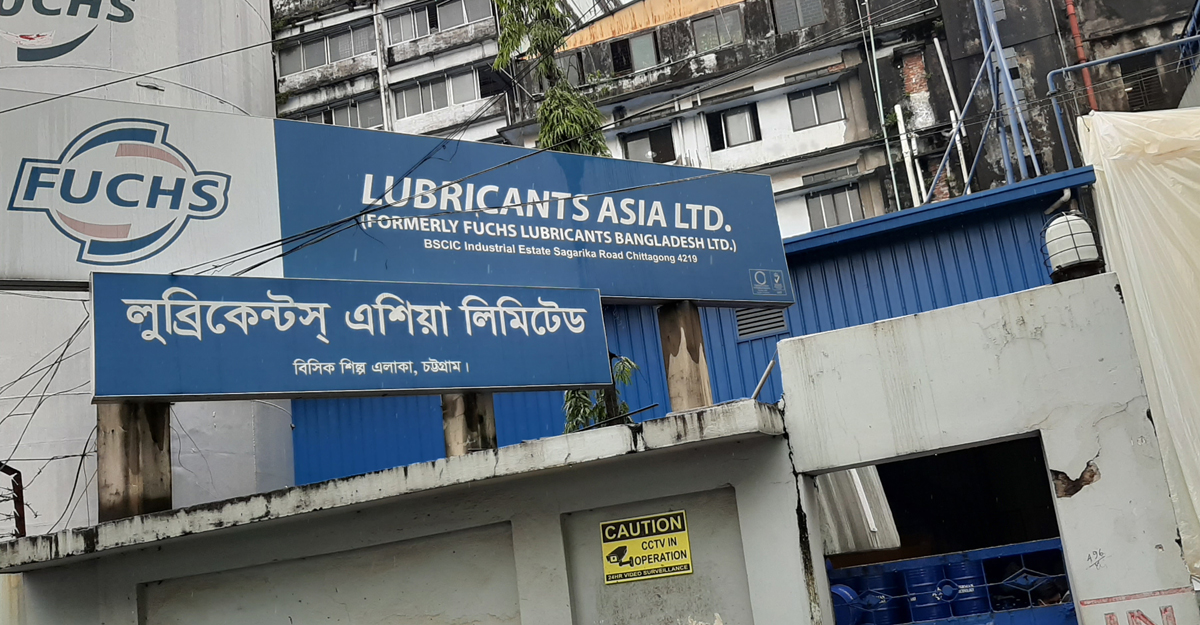 FUCHS
FUCHS
LUBRICANTS ASIA LTD.
(FORMERLY FUCHS LUBRICANTS BANGLADESH LTD.)
BSCIC Industrial Estate Sagarika Road Chittagong 4219
লুব্রিকেন্টস্ এশিয়া লিমিটেড
বিসিক শিল্প এলাকা, চট্টগ্রাম।
CAUTION
CCTV IN
OPERATION
24HR VIDEO SURVEILLANCE
IN